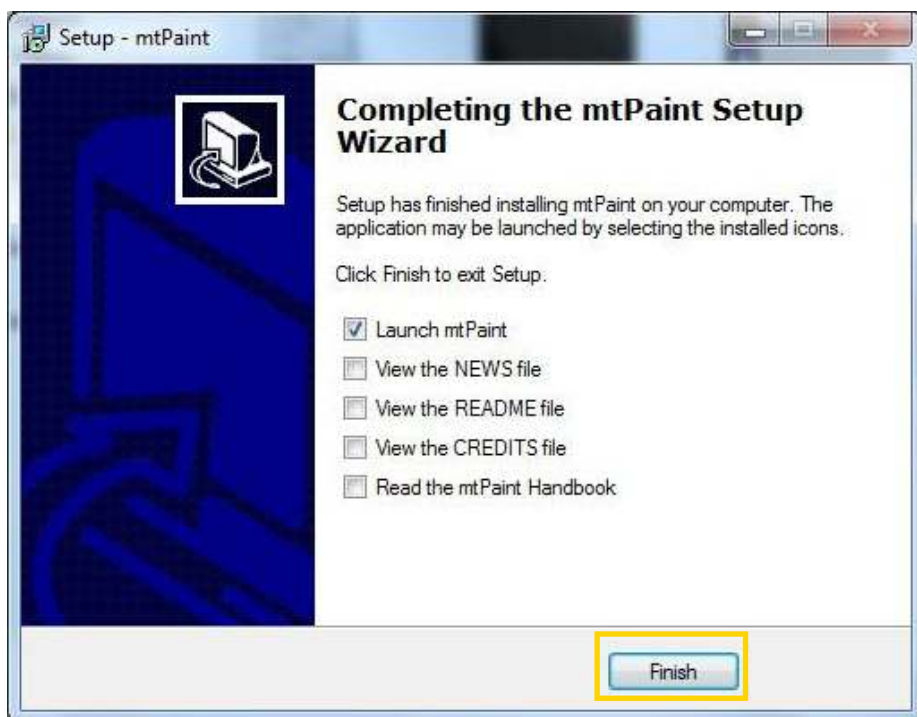 Setup - mtPaint
Completing the mtPaint Setup
Wizard
Setup has finished installing mtPaint on your computer. The
application may be launched by selecting the installed icons.
Click Finish to exit Setup.
Launch mtPaint
View the NEWS file
View the README file
View the CREDITS file
Read the mtPaint Handbook
Finish